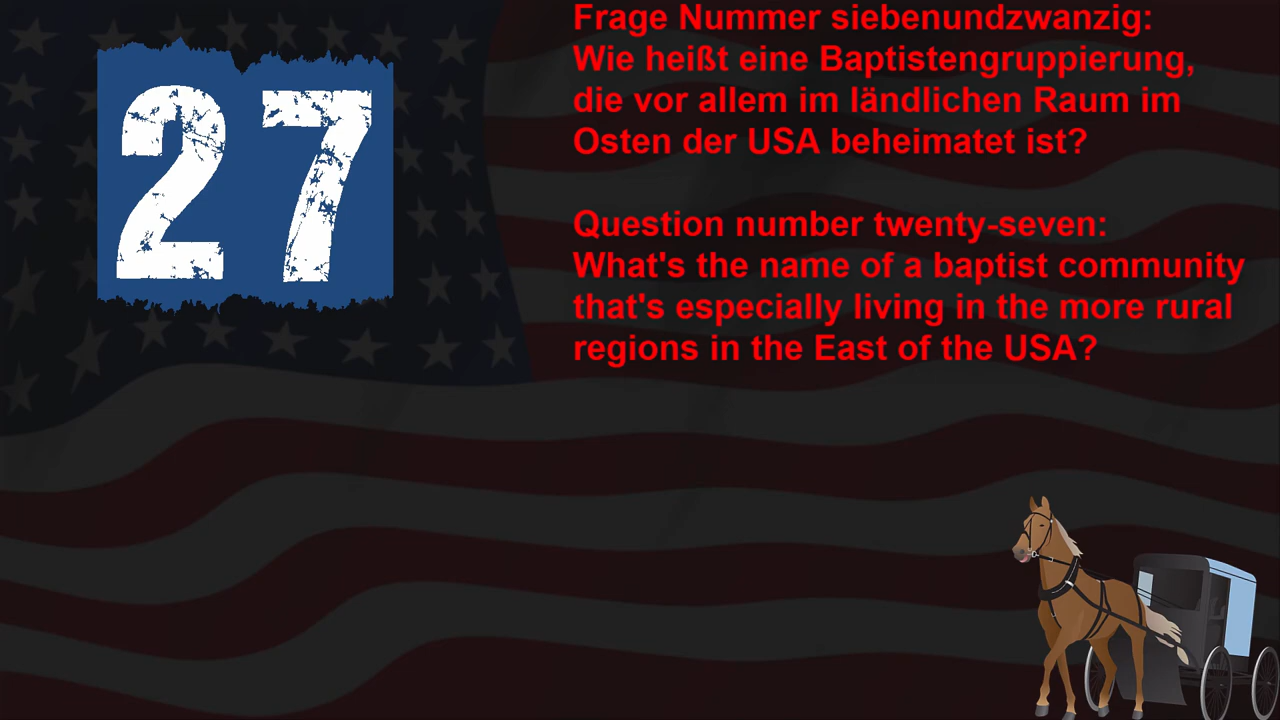 27
Frage Nummer siebenundzwanzig:
Wie heißt eine Baptistengruppierung,
die vor allem im ländlichen Raum im
Osten der USA beheimatet ist?
Question number twenty-seven:
What's the name of a baptist community
that's especially living in the more rural
regions in the East of the USA?